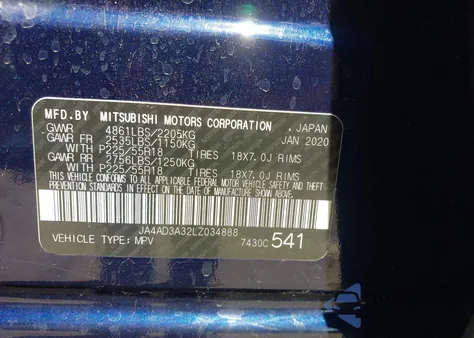 MFD.BY MITSUBISHI MOTORS CORPORATION . JAPAN
GVWR 4861LBS/2205KG JAN 2020
GAWR FR 2535LBS/1150KG
WITH P225/55R18 TIRES 18X7.0J RIMS
GAWR RR 2756LBS/1250KG
WITH P225/55R18 TIRES 18X7.0J RIMS
THIS VEHICLE CONFORMS TO ALL APPLICABLE FEDERAL MOTOR VEHICLE SAFETY AND THEFT
PREVENTION STANDARDS IN EFFECT ON THE DATE OF MANUFACTURE SHOWN ABOVE.
JA4AD3A32LZ034888
VEHICLE TYPE: MPV 7430C 541